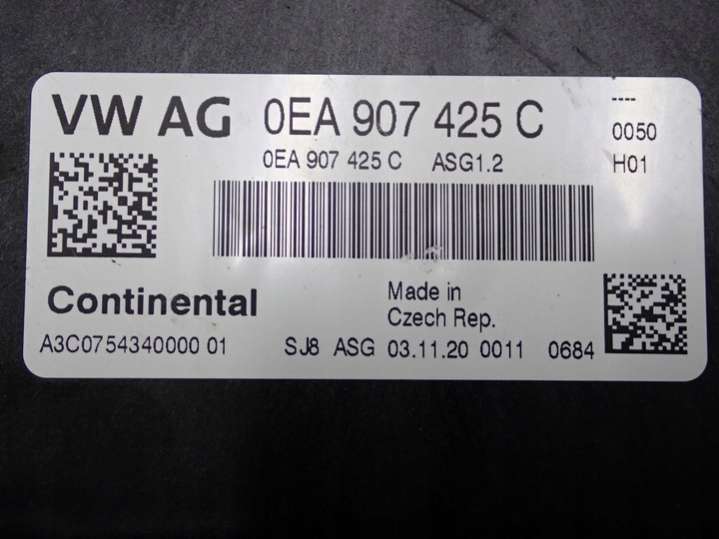 VW AG 0EA 907 425 C
----
0050
0EA 907 425 C ASG1.2
H01
Continental
Made in
Czech Rep.
A3C0754340000 01 SJ8 ASG 03.11.20 0011 0684